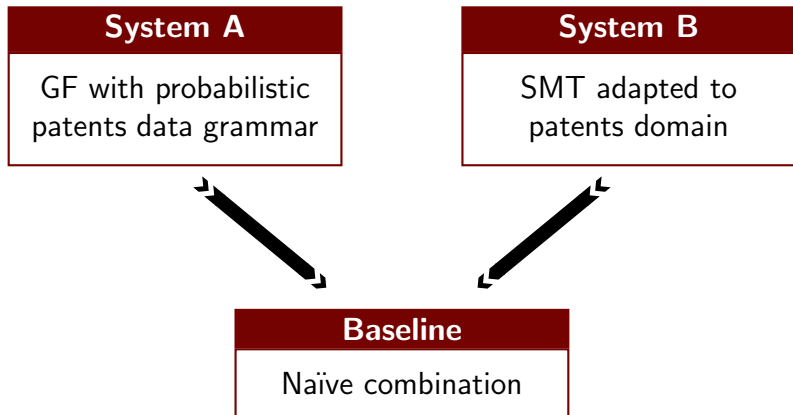 System A
GF with probabilistic
patents data grammar
System B
SMT adapted to
patents domain
Baseline
Naïve combination